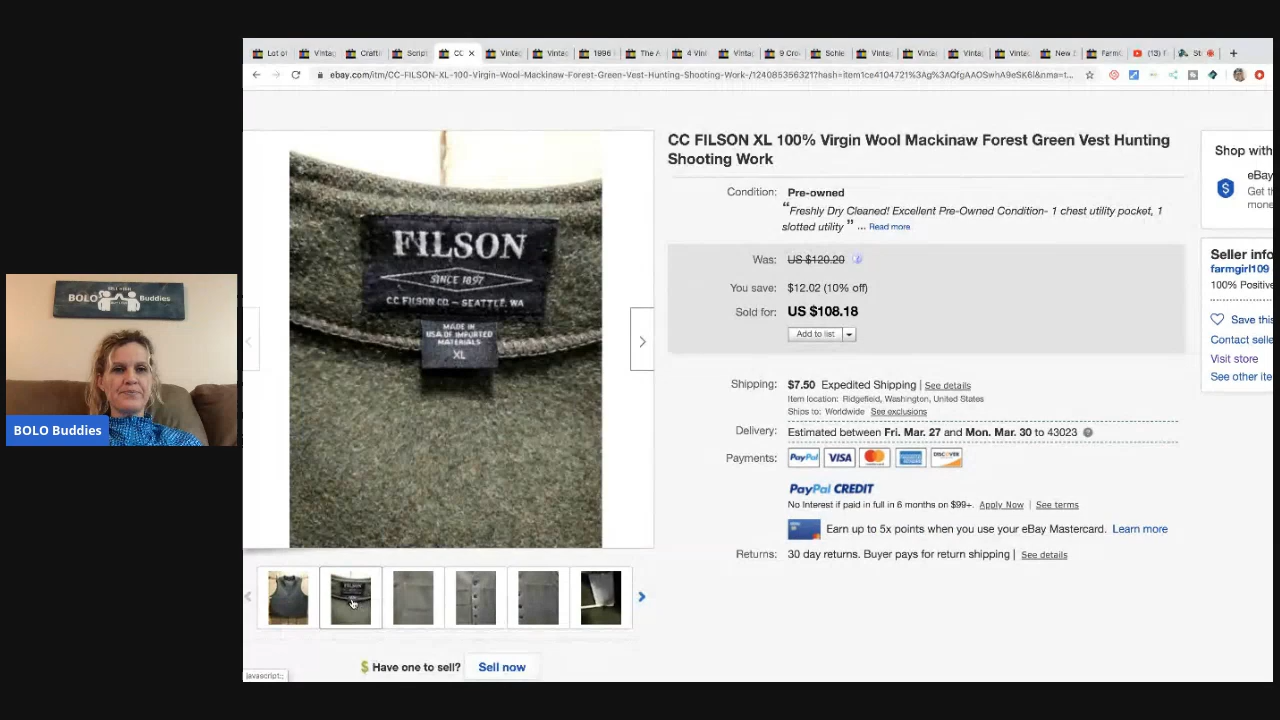 CC
1996
ebay.com/itm/CC-FILSON-XL-100-Virgin-Wool-Mackinaw-Forest-Green-Vest-Hunting-Shooting-Work-/124085356321?hash=item1ce4104721%3Ag%3AQfgAAOSwhA9eSK6l&nma=t...
CC FILSON XL 100% Virgin Wool Mackinaw Forest Green Vest Hunting
Shooting Work
Shop with
Condition: Pre-owned
"Freshly Dry Cleaned! Excellent Pre-Owned Condition- 1 chest utility pocket, 1
slotted utility " ... Read more
Was: US $120.20
You save: $12.02 (10% off)
Sold for: US $108.18
Add to list
Seller info
farmgirl109
100% Positive
Save this
Contact selle
Visit store
See other ite
Shipping: $7.50 Expedited Shipping | See details
Item location: Ridgefield, Washington, United States
Ships to: Worldwide See exclusions
Delivery: Estimated between Fri. Mar. 27 and Mon. Mar. 30 to 43023
Payments: PayPal VISA mastercard DISCOVER
PayPal CREDIT
No Interest if paid in full in 6 months on $99+. Apply Now | See terms
Earn up to 5x points when you use your eBay Mastercard. Learn more
Returns: 30 day returns. Buyer pays for return shipping | See details
FILSON
SINCE 1897
CC FILSON CO. – SEATTLE, WA
MADE IN
USA OF IMPORTED
MATERIALS
XL
Have one to sell? Sell now
javascript:;
BOLO Buddies
BOLO Buddies